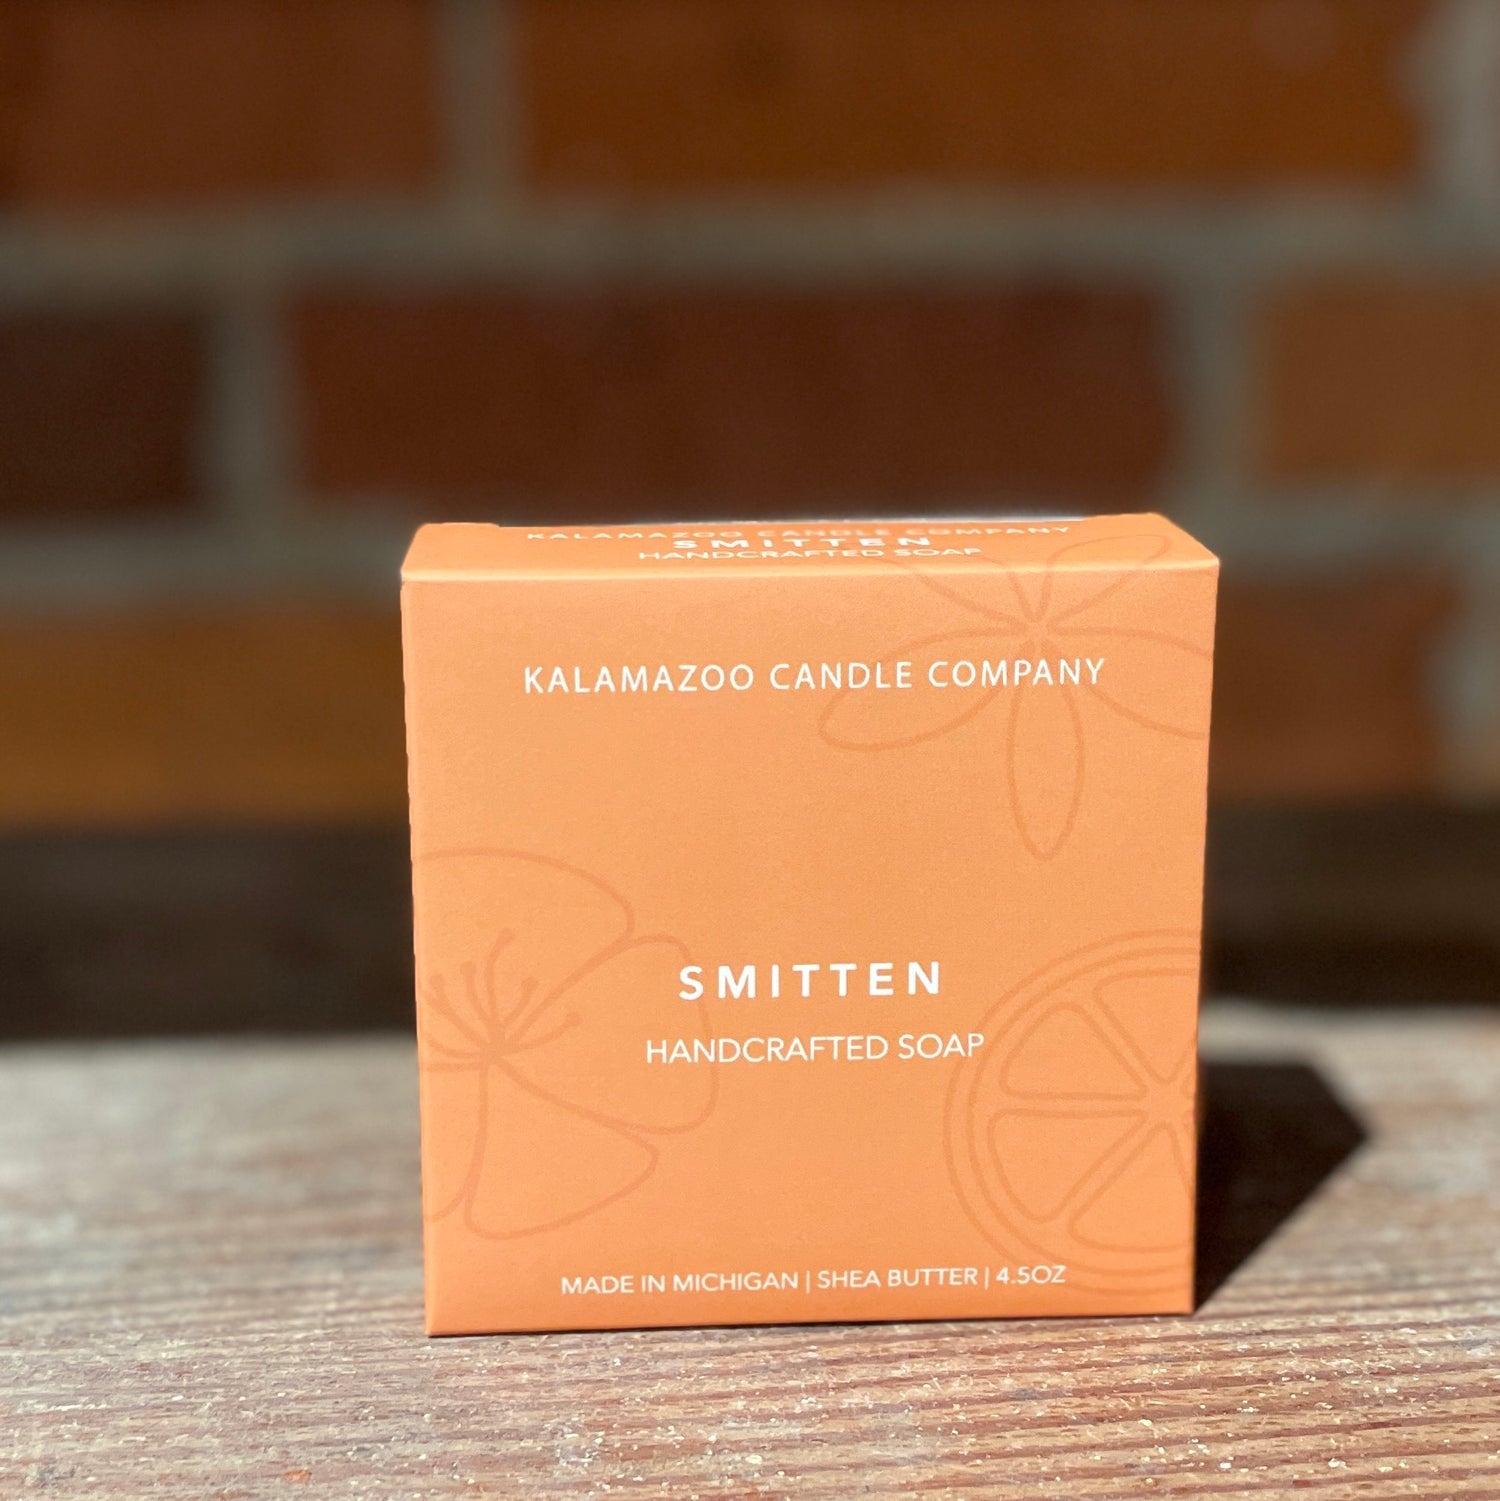 KALAMAZOO CANDLE COMPANY
SMITTEN
HANDCRAFTED SOAP
KALAMAZOO CANDLE COMPANY
SMITTEN
HANDCRAFTED SOAP
MADE IN MICHIGAN | SHEA BUTTER | 4.5OZ